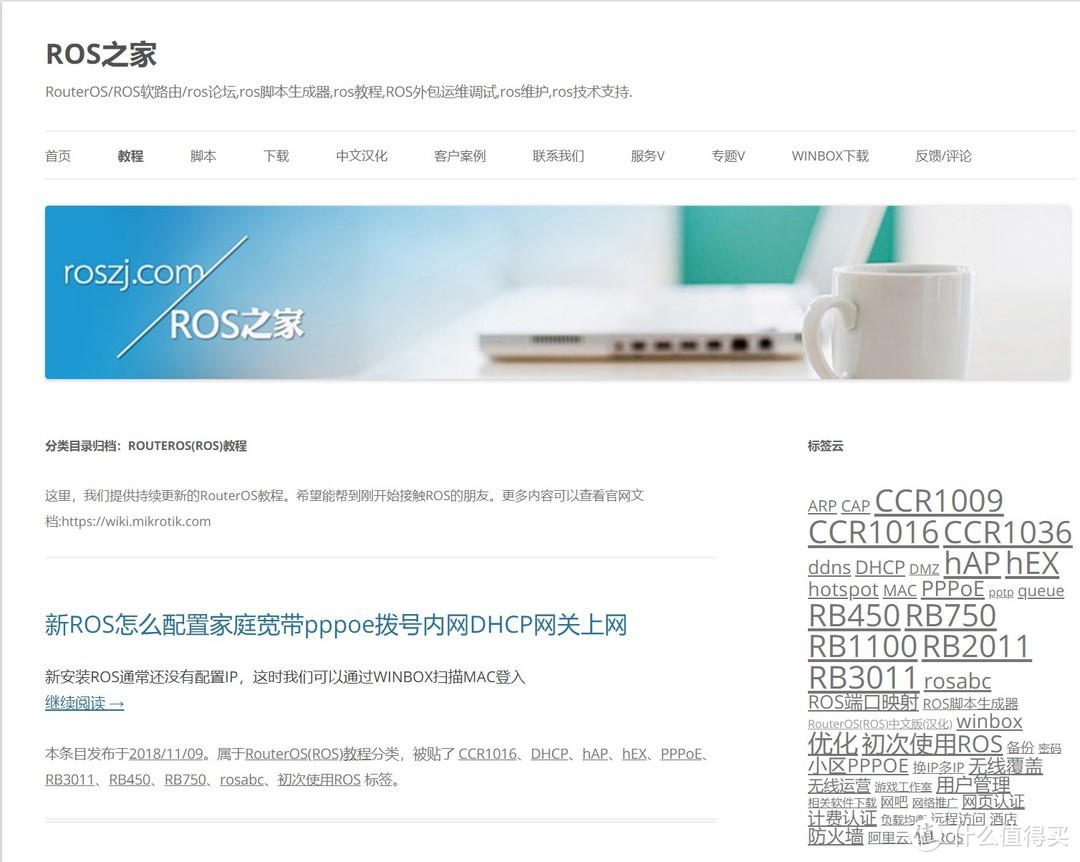 ROS之家
RouterOS/ROS软路由/ros论坛,ros脚本生成器,ros教程,ROS外包运维调试,ros维护,ros技术支持.
首页 教程 脚本 下载 中文汉化 客户案例 联系我们 服务V 专题V WINBOX下载 反馈/评论
roszj.com
ROS之家
分类目录归档：ROUTEROS(ROS)教程
这里，我们提供持续更新的RouterOS教程。希望能帮到刚开始接触ROS的朋友。更多内容可以查看官网文
档:https://wiki.mikrotik.com
新ROS怎么配置家庭宽带pppoe拨号内网DHCP网关上网
新安装ROS通常还没有配置IP，这时我们可以通过WINBOX扫描MAC登入
继续阅读 →
本条目发布于2018/11/09。属于RouterOS(ROS)教程分类，被贴了 CCR1016、DHCP、hAP、hEX、PPPoE、
RB3011、RB450、RB750、rosabc、初次使用ROS 标签。
标签云
ARP CAP CCR1009
CCR1016 CCR1036
ddns DHCP DMZ hAP hEX
hotspot MAC PPPoE pptp queue
RB450 RB750
RB1100 RB2011
RB3011 rosabc
ROS端口映射 ROS脚本生成器
RouterOS(ROS)中文版(汉化) winbox
优化 初次使用ROS 备份 密码
小区PPPOE 换IP多IP 无线覆盖
无线运营 游戏工作室 用户管理
相关软件下载 网吧 网络推广 网页认证
计费认证 负载均衡 远程访问 酒店
防火墙 阿里云 ROS
值 什么值得买